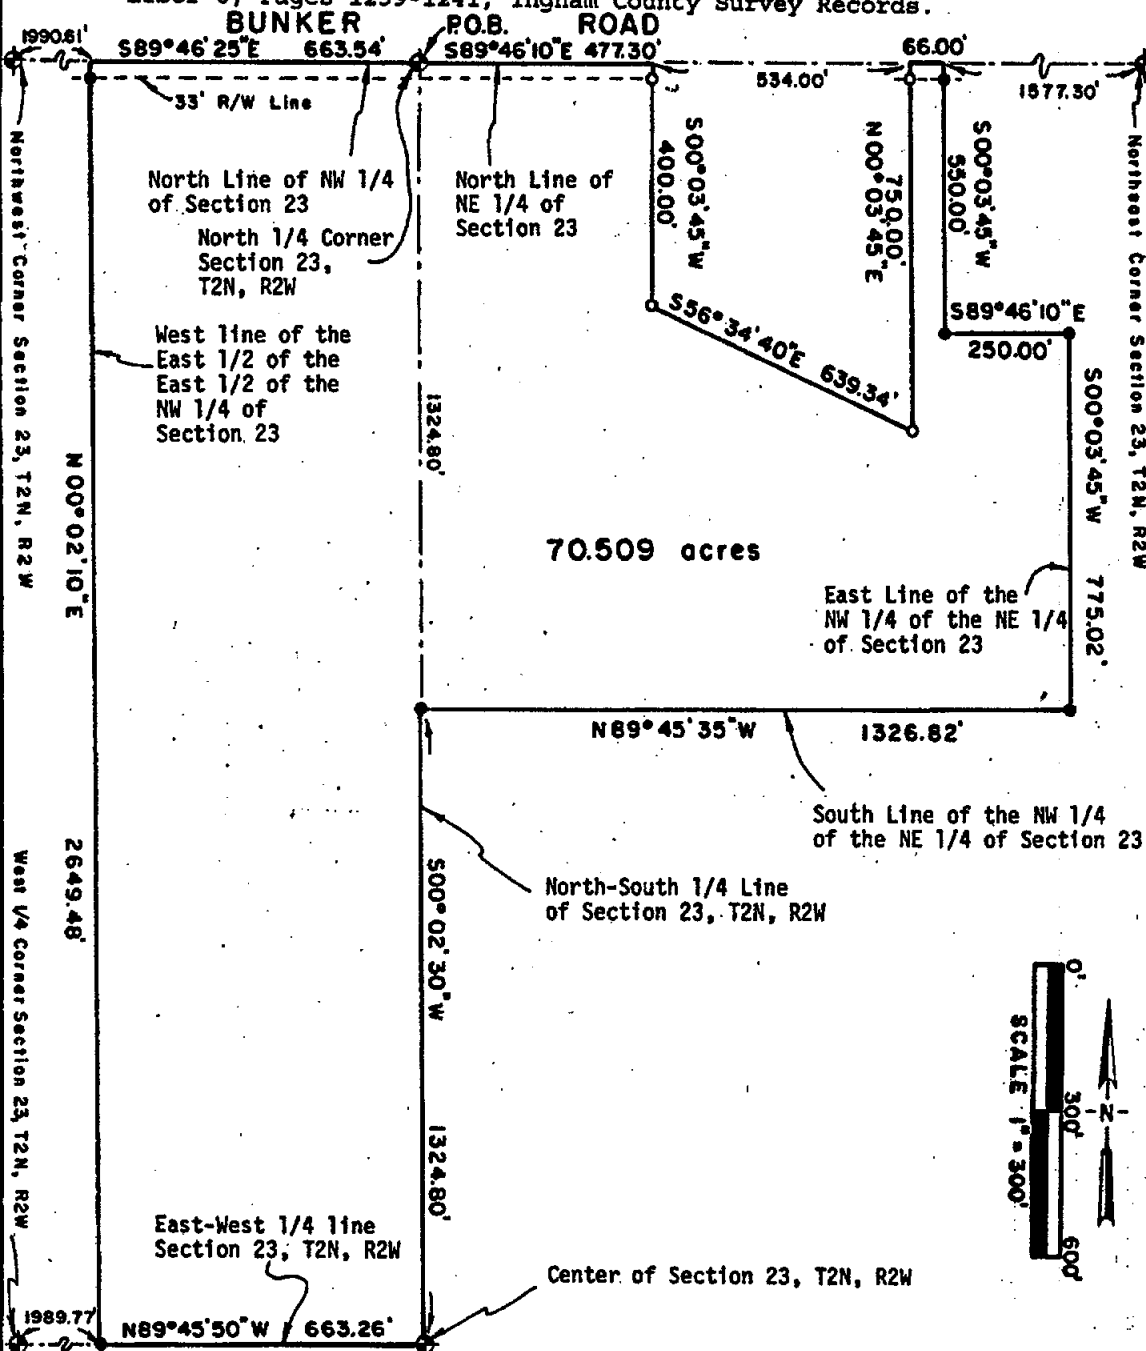 Liber 6, Pages 1239-1241, Ingham County Survey Records.
BUNKER ROAD
P.O.B.
1990.61'
S89°46'25"E 663.54'
S89°46'10"E 477.30'
66.00'
534.00'
1577.30'
33' R/W Line
North Line of NW 1/4
of Section 23
North 1/4 Corner
Section 23,
T2N, R2W
North Line of
NE 1/4 of
Section 23
S00°03'45"W
400.00'
N00°03'45"E
750.00'
S00°03'45"W
550.00'
S89°46'10"E
250.00'
S56°34'40"E 639.34'
Northwest Corner Section 23, T2N, R2W
Northeast Corner Section 23, T2N, R2W
West line of the
East 1/2 of the
East 1/2 of the
NW 1/4 of
Section 23
1324.80'
S00°03'45"W 775.02'
N00°02'10"E 2649.48'
70.509 acres
East Line of the
NW 1/4 of the NE 1/4
of Section 23
N89°45'35"W 1326.82'
South Line of the NW 1/4
of the NE 1/4 of Section 23
North-South 1/4 Line
of Section 23, T2N, R2W
S00°02'30"W 1324.80'
West 1/4 Corner Section 23, T2N, R2W
0' 300' 600'
SCALE 1" = 300'
N
East-West 1/4 line
Section 23, T2N, R2W
Center of Section 23, T2N, R2W
1989.77'
N89°45'50"W 663.26'